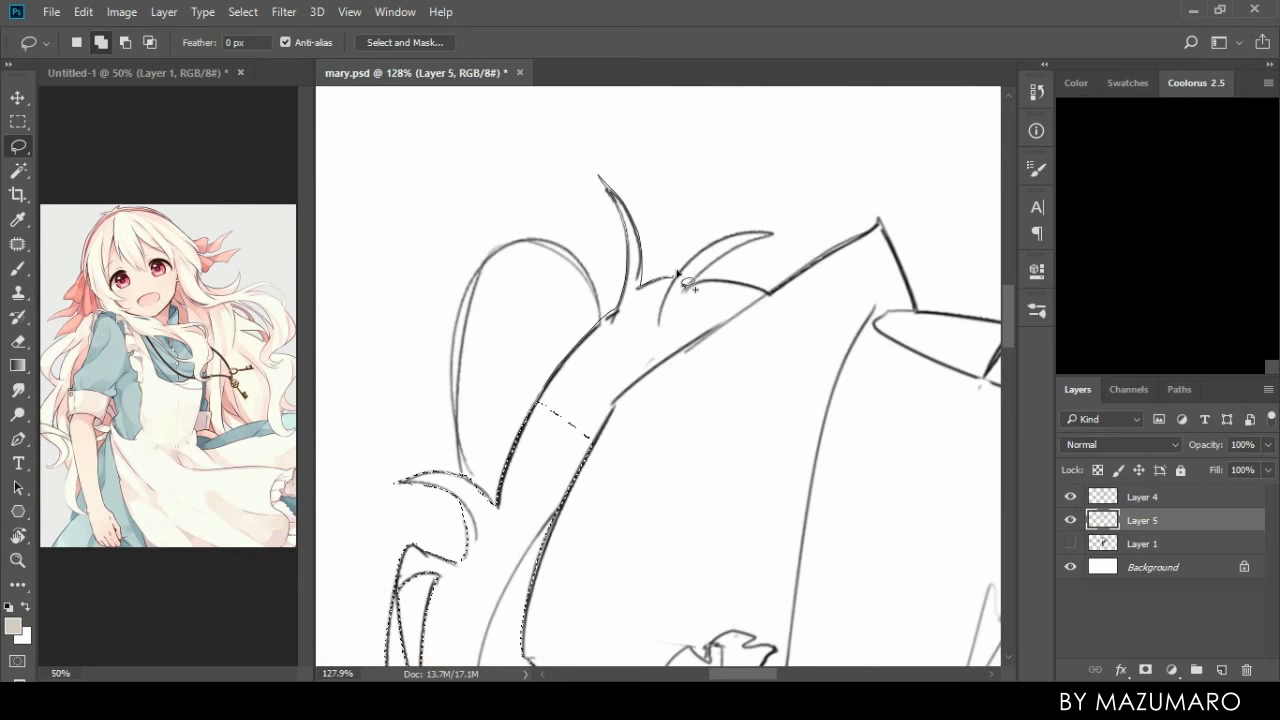 Ps File Edit Image Layer Type Select Filter 3D View Window Help
Feather: 0 px Anti-alias Select and Mask...
Untitled-1 @ 50% (Layer 1, RGB/8#) * × mary.psd @ 128% (Layer 5, RGB/8#) * × Color Swatches Coolorus 2.5
Layers Channels Paths
Kind
Normal Opacity: 100%
Lock: Fill: 100%
Layer 4
Layer 5
Layer 1
Background
50% 127.9% Doc: 13.7M/17.1M
BY MAZUMARO